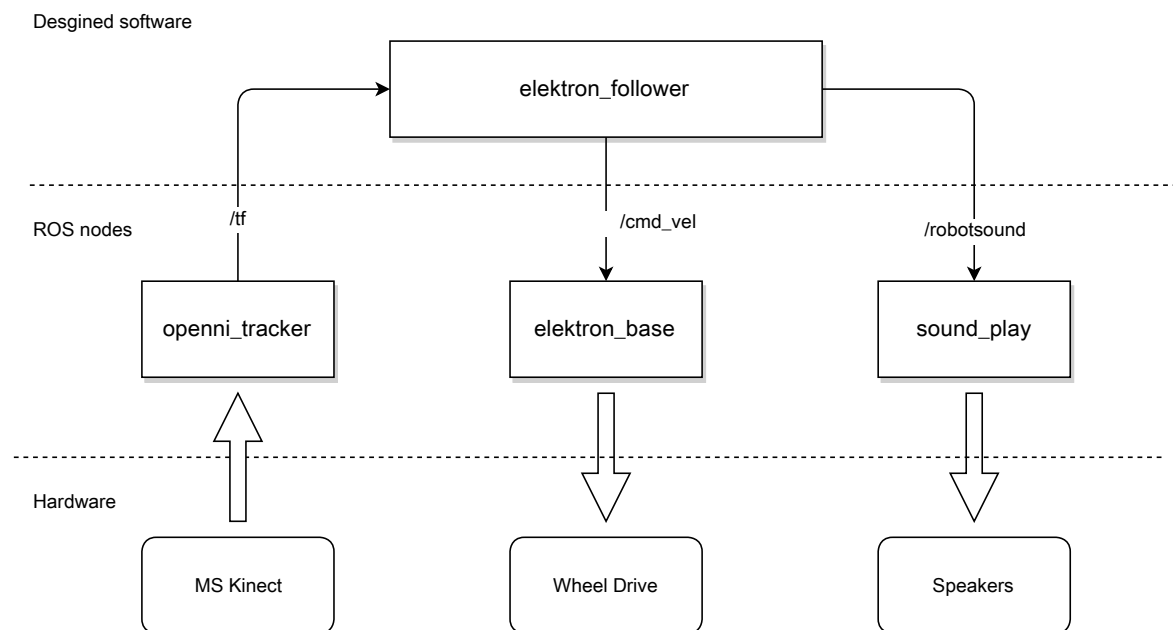 Desgined software
elektron_follower
/tf
/cmd_vel
/robotsound
ROS nodes
openni_tracker
elektron_base
sound_play
Hardware
MS Kinect
Wheel Drive
Speakers